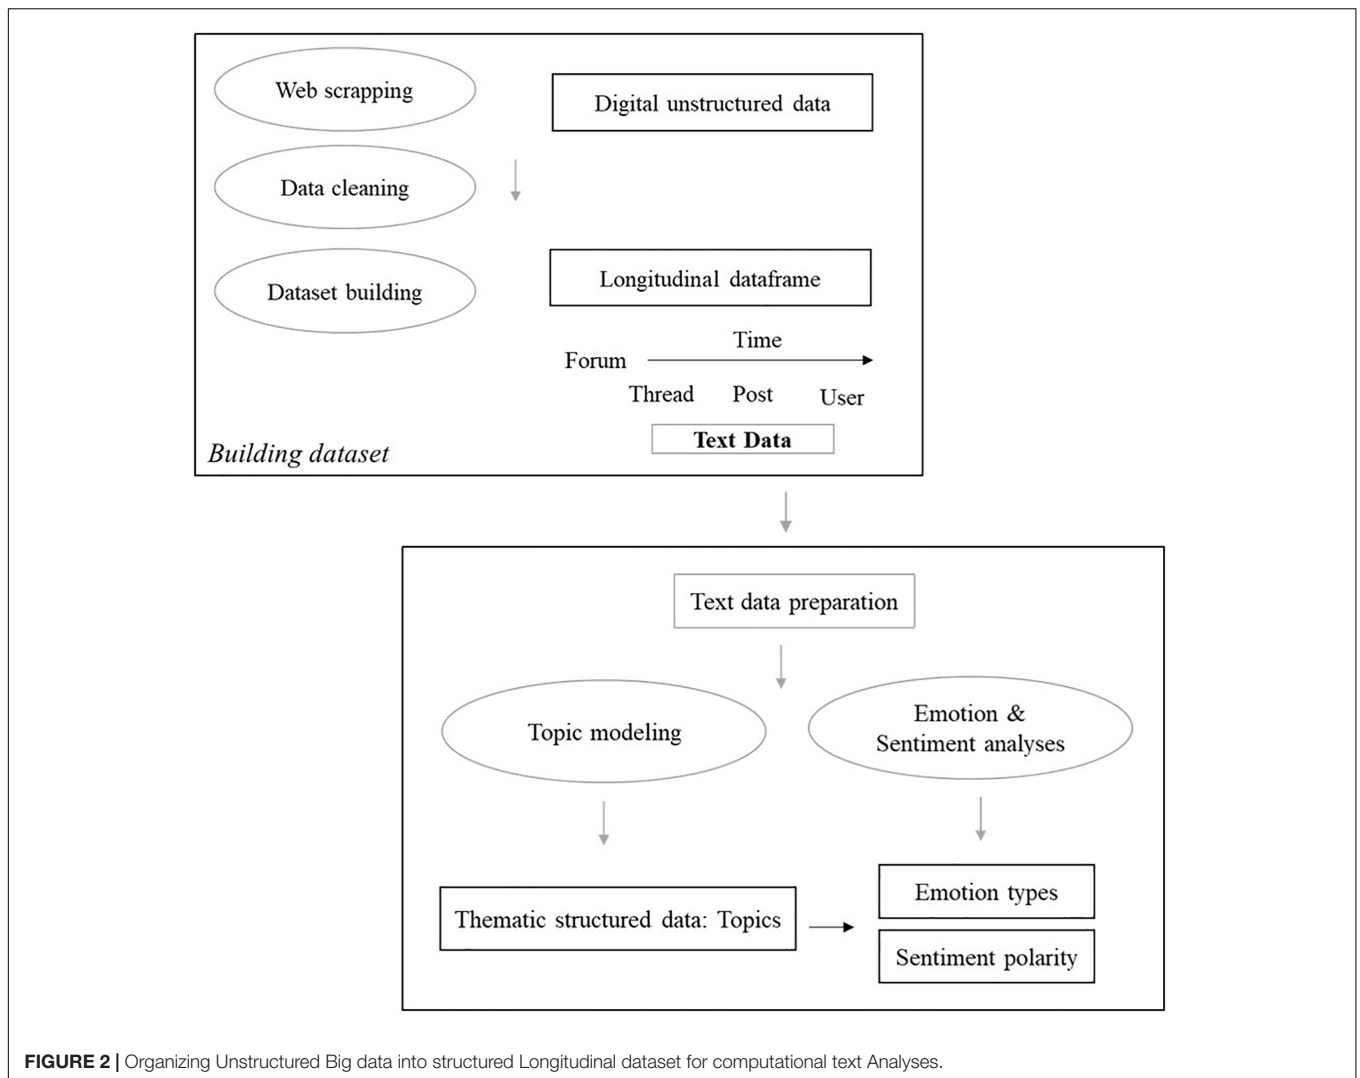 Web scrapping
Digital unstructured data
Data cleaning
Longitudinal dataframe
Dataset building
Time
Forum
Thread Post User
Text Data
Building dataset
Text data preparation
Topic modeling
Emotion &
Sentiment analyses
Thematic structured data: Topics
Emotion types
Sentiment polarity
FIGURE 2 | Organizing Unstructured Big data into structured Longitudinal dataset for computational text Analyses.